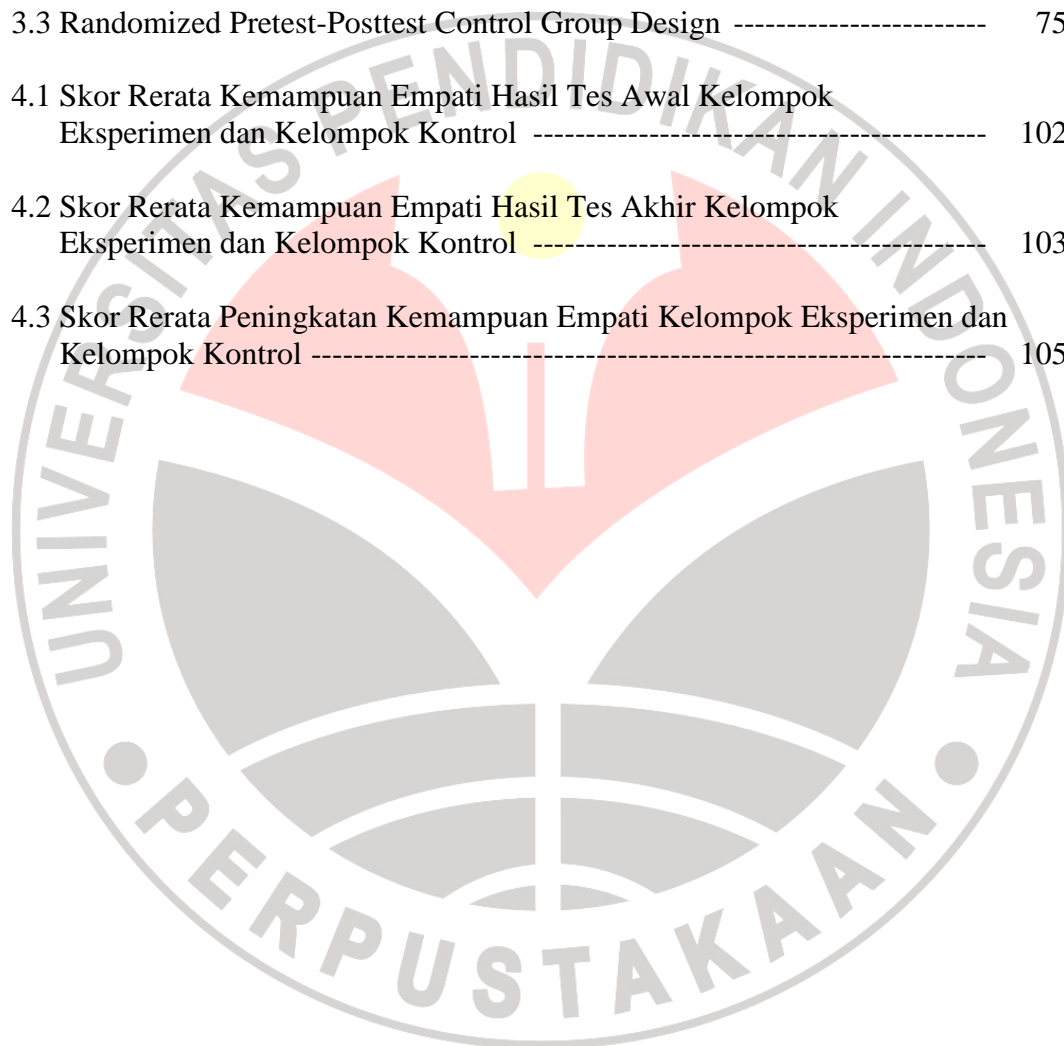 3.3 Randomized Pretest-Posttest Control Group Design ------------------------ 75
4.1 Skor Rerata Kemampuan Empati Hasil Tes Awal Kelompok
Eksperimen dan Kelompok Kontrol ------------------------------------------- 102
4.2 Skor Rerata Kemampuan Empati Hasil Tes Akhir Kelompok
Eksperimen dan Kelompok Kontrol ------------------------------------------- 103
4.3 Skor Rerata Peningkatan Kemampuan Empati Kelompok Eksperimen dan
Kelompok Kontrol ---------------------------------------------------------------- 105
UNIVERSITAS PENDIDIKAN INDONESIA
PERPUSTAKAAN